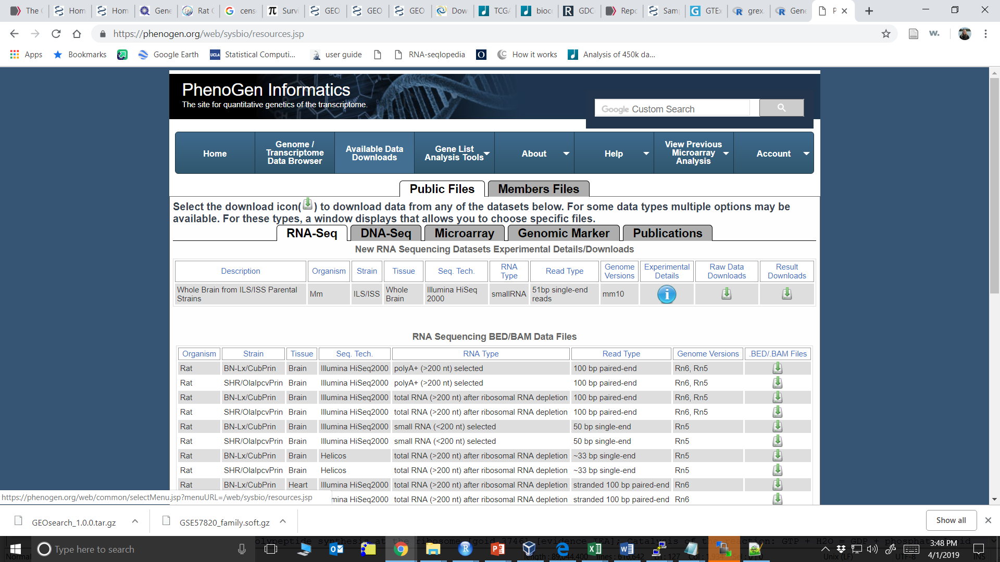 The
Hom
Hom
Gene
Rat
cens
Survi
GEO
GEO
GEO
Dow
TCGA
bioc
GDC
Repo
Sam
GTEx
grex
Gene
P
https://phenogen.org/web/sysbio/resources.jsp
w.
Apps
Bookmarks
Google Earth
UCLA
Statistical Computi...
user guide
RNA-seqlopedia
How it works
Analysis of 450k da...
PhenoGen Informatics
The site for quantitative genetics of the transcriptome.
Google Custom Search
Home
Genome /
Transcriptome
Data Browser
Available Data
Downloads
Gene List
Analysis Tools
About
Help
View Previous
Microarray
Analysis
Account
Public Files
Members Files
Select the download icon( ) to download data from any of the datasets below. For some data types multiple options may be
available. For these types, a window displays that allows you to choose specific files.
RNA-Seq
DNA-Seq
Microarray
Genomic Marker
Publications
New RNA Sequencing Datasets Experimental Details/Downloads
Description Organism Strain Tissue Seq. Tech. RNA Type Read Type Genome Versions Experimental Details Raw Data Downloads Result Downloads
Whole Brain from ILS/ISS Parental Strains Mm ILS/ISS Whole Brain Illumina HiSeq 2000 smallRNA 51bp single-end reads mm10
RNA Sequencing BED/BAM Data Files
Organism Strain Tissue Seq. Tech. RNA Type Read Type Genome Versions .BED/.BAM Files
Rat BN-Lx/CubPrin Brain Illumina HiSeq2000 polyA+ (>200 nt) selected 100 bp paired-end Rn6, Rn5
Rat SHR/OlaIpcvPrin Brain Illumina HiSeq2000 polyA+ (>200 nt) selected 100 bp paired-end Rn6, Rn5
Rat BN-Lx/CubPrin Brain Illumina HiSeq2000 total RNA (>200 nt) after ribosomal RNA depletion 100 bp paired-end Rn6, Rn5
Rat SHR/OlaIpcvPrin Brain Illumina HiSeq2000 total RNA (>200 nt) after ribosomal RNA depletion 100 bp paired-end Rn6, Rn5
Rat BN-Lx/CubPrin Brain Illumina HiSeq2000 small RNA (<200 nt) selected 50 bp single-end Rn5
Rat SHR/OlaIpcvPrin Brain Illumina HiSeq2000 small RNA (<200 nt) selected 50 bp single-end Rn5
Rat BN-Lx/CubPrin Brain Helicos total RNA (>200 nt) after ribosomal RNA depletion ~33 bp single-end Rn5
Rat SHR/OlaIpcvPrin Brain Helicos total RNA (>200 nt) after ribosomal RNA depletion ~33 bp single-end Rn5
Rat BN-Lx/CubPrin Heart Illumina HiSeq2000 total RNA (>200 nt) after ribosomal RNA depletion stranded 100 bp paired-end Rn6
mina HiSeq2000 total RNA (>200 nt) after ribosomal RNA depletion stranded 100 bp paired-end Rn6
https://phenogen.org/web/common/selectMenu.jsp?menuURL=/web/sysbio/resources.jsp
GEOsearch_1.0.0.tar.gz
GSE57820_family.soft.gz
Show all
Type here to search
3:48 PM
4/1/2019